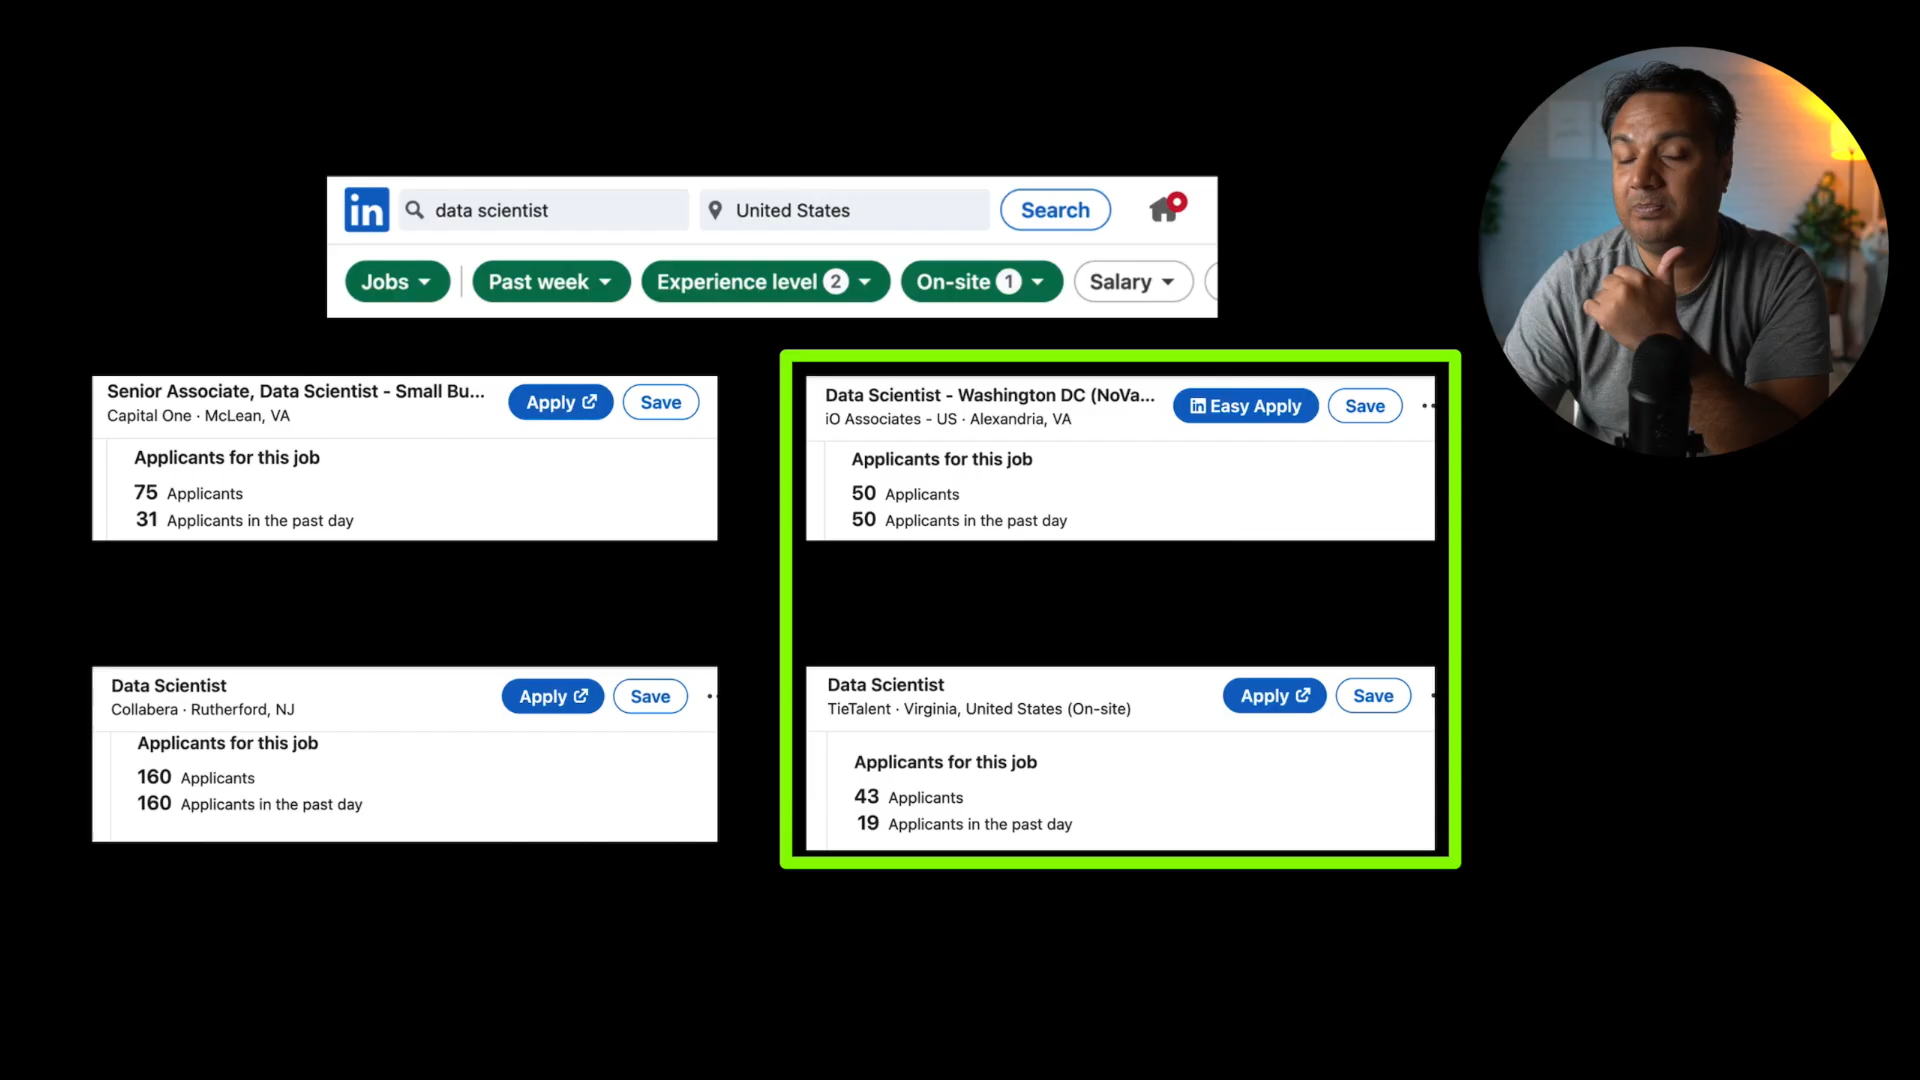 in data scientist United States Search
Jobs Past week Experience level 2 On-site 1 Salary
Senior Associate, Data Scientist - Small Bu... Apply Save
Capital One · McLean, VA
Applicants for this job
75 Applicants
31 Applicants in the past day
Data Scientist - Washington DC (NoVa... in Easy Apply Save
iO Associates - US · Alexandria, VA
Applicants for this job
50 Applicants
50 Applicants in the past day
Data Scientist Apply Save
Collabera · Rutherford, NJ
Applicants for this job
160 Applicants
160 Applicants in the past day
Data Scientist Apply Save
TieTalent · Virginia, United States (On-site)
Applicants for this job
43 Applicants
19 Applicants in the past day